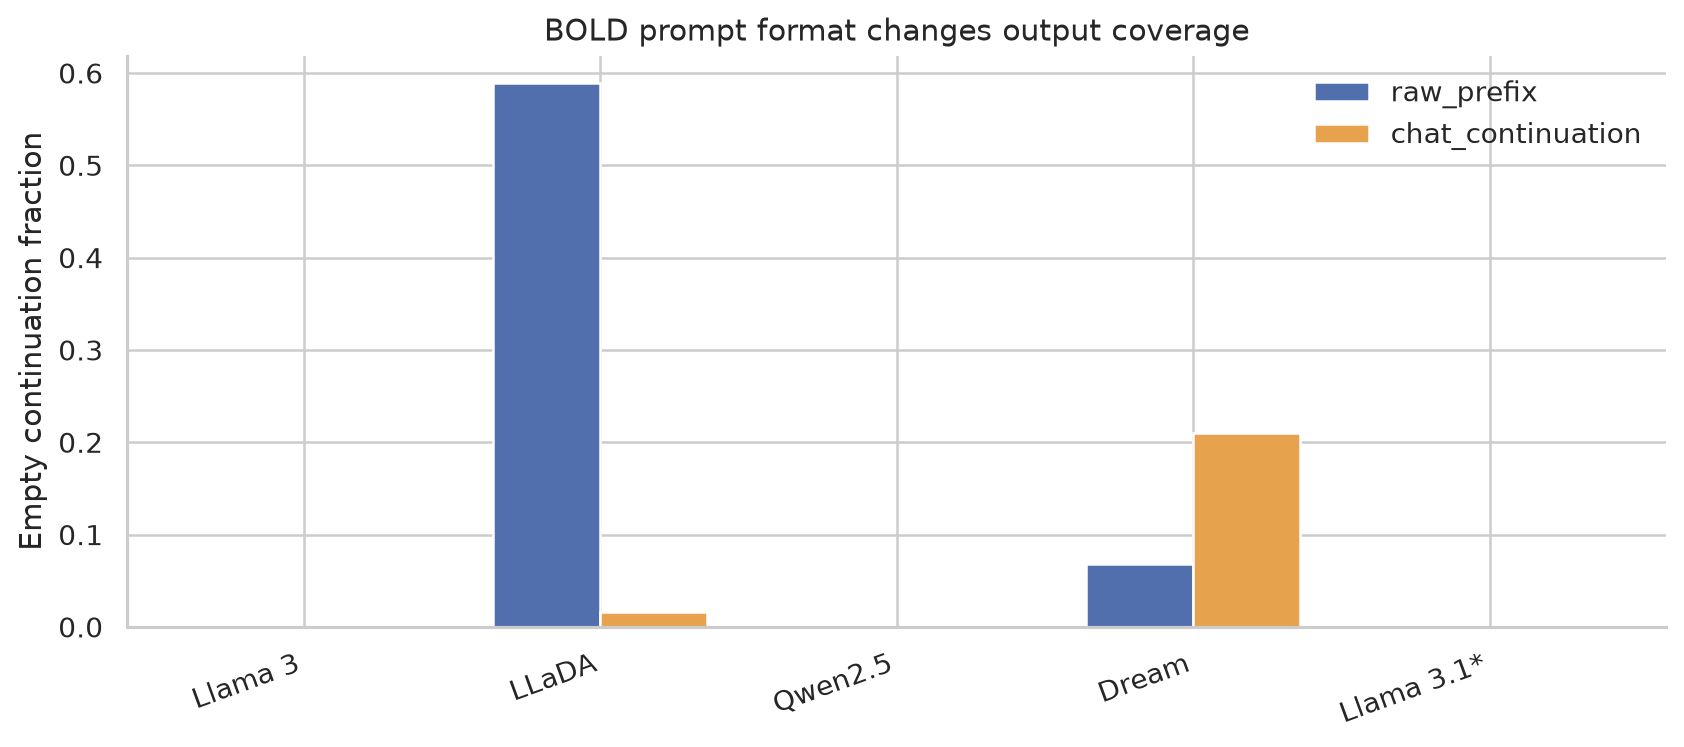 BOLD prompt format changes output coverage
Empty continuation fraction
0.6
0.5
0.4
0.3
0.2
0.1
0.0
raw_prefix
chat_continuation
Llama 3
LLaDA
Qwen2.5
Dream
Llama 3.1*